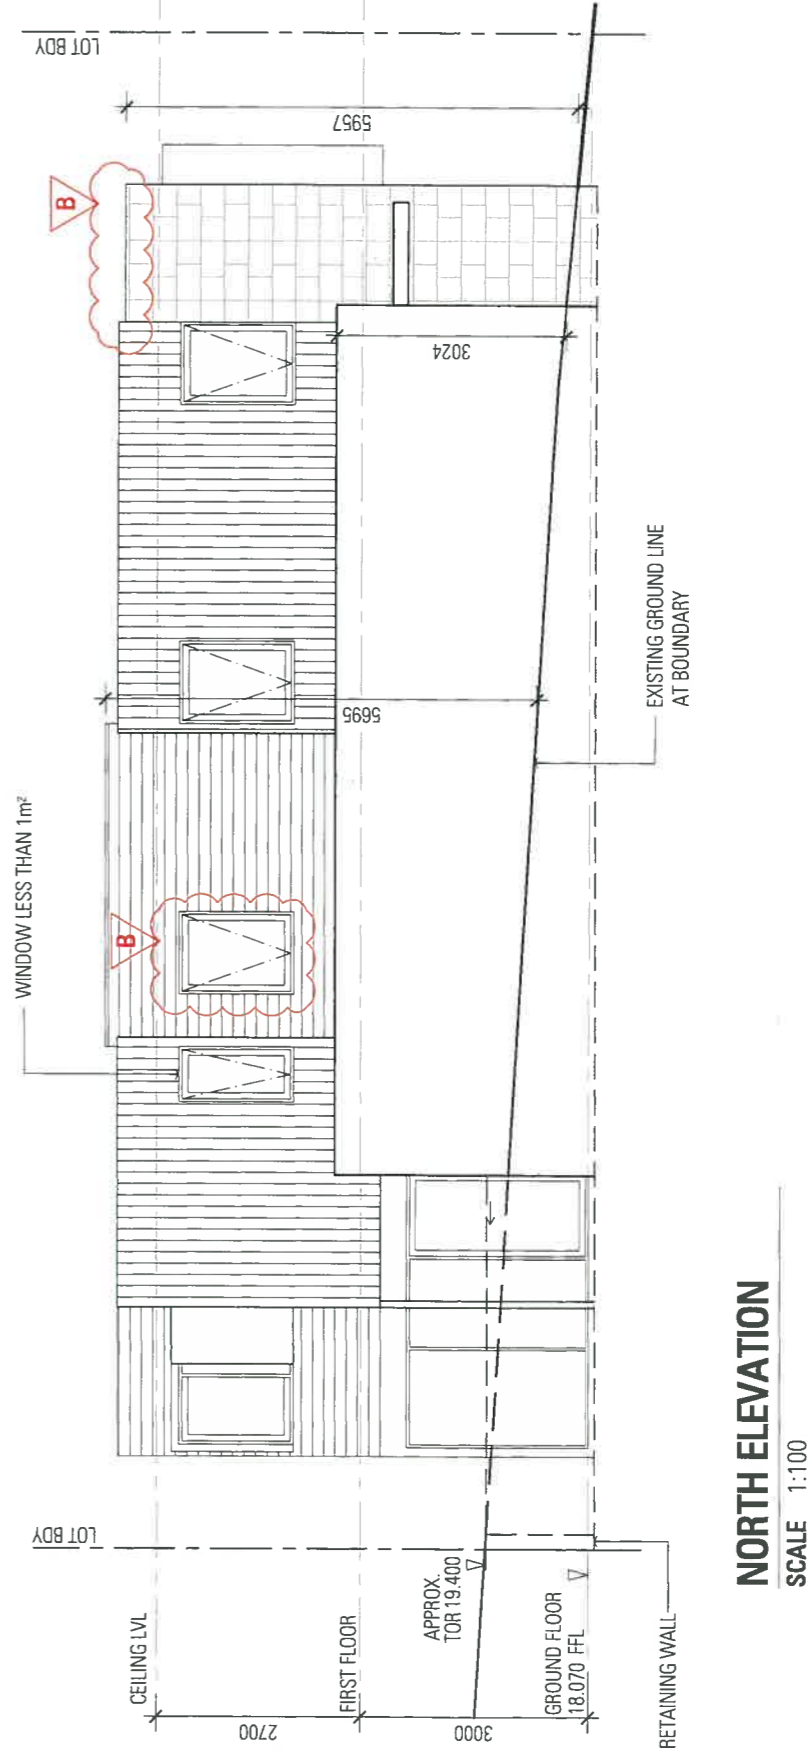 LOT BDY
LOT BDY
WINDOW LESS THAN 1m²
B
B
5957
3024
5695
CEILING LVL
2700
FIRST FLOOR
3000
APPROX.
TOR 19.400
GROUND FLOOR
18.070 FFL
RETAINING WALL
EXISTING GROUND LINE
AT BOUNDARY
NORTH ELEVATION
SCALE 1:100